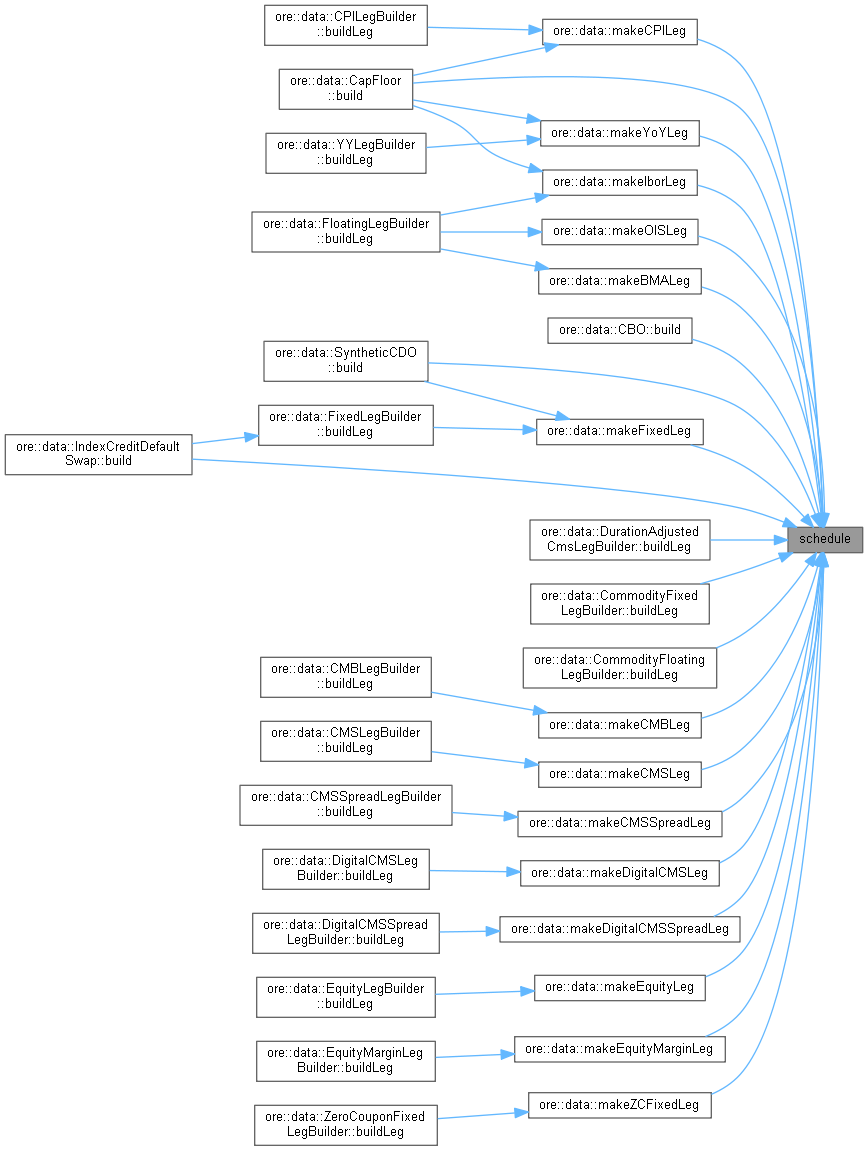 ore::data::CPILegBuilder
::buildLeg
ore::data::makeCPILeg
ore::data::CapFloor
::build
ore::data::makeYoYLeg
ore::data::YYLegBuilder
::buildLeg
ore::data::makeIborLeg
ore::data::FloatingLegBuilder
::buildLeg
ore::data::makeOISLeg
ore::data::makeBMALeg
ore::data::CBO::build
ore::data::SyntheticCDO
::build
ore::data::FixedLegBuilder
::buildLeg
ore::data::makeFixedLeg
ore::data::IndexCreditDefault
Swap::build
schedule
ore::data::DurationAdjusted
CmsLegBuilder::buildLeg
ore::data::CommodityFixed
LegBuilder::buildLeg
ore::data::CommodityFloating
LegBuilder::buildLeg
ore::data::CMBLegBuilder
::buildLeg
ore::data::makeCMBLeg
ore::data::CMSLegBuilder
::buildLeg
ore::data::makeCMSLeg
ore::data::CMSSpreadLegBuilder
::buildLeg
ore::data::makeCMSSpreadLeg
ore::data::DigitalCMSLeg
Builder::buildLeg
ore::data::makeDigitalCMSLeg
ore::data::DigitalCMSSpread
LegBuilder::buildLeg
ore::data::makeDigitalCMSSpreadLeg
ore::data::EquityLegBuilder
::buildLeg
ore::data::makeEquityLeg
ore::data::EquityMarginLeg
Builder::buildLeg
ore::data::makeEquityMarginLeg
ore::data::ZeroCouponFixed
LegBuilder::buildLeg
ore::data::makeZCFixedLeg